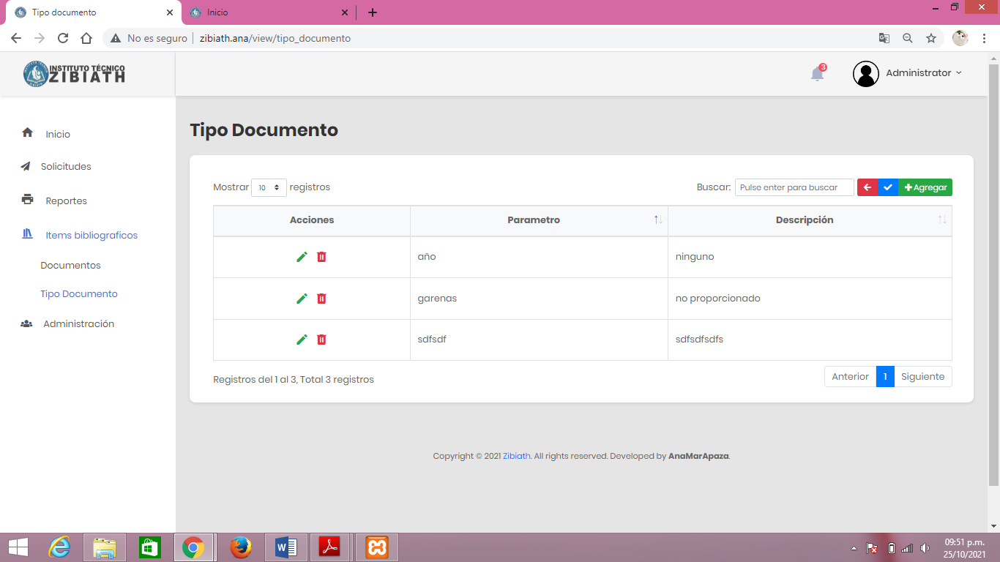 Tipo documento
Inicio
No es seguro
zibiath.ana/view/tipo_documento
INSTITUTO TÉCNICO
ZIBIATH
3
Administrator
Inicio
Solicitudes
Reportes
Items bibliograficos
Documentos
Tipo Documento
Administración
Tipo Documento
Mostrar 10 registros
Buscar: Pulse enter para buscar
Agregar
Acciones Parametro Descripción
año ninguno
garenas no proporcionado
sdfsdf sdfsdfsdfs
Registros del 1 al 3, Total 3 registros
Anterior 1 Siguiente
Copyright © 2021 Zibiath. All rights reserved. Developed by AnaMarApaza.
09:51 p.m.
25/10/2021